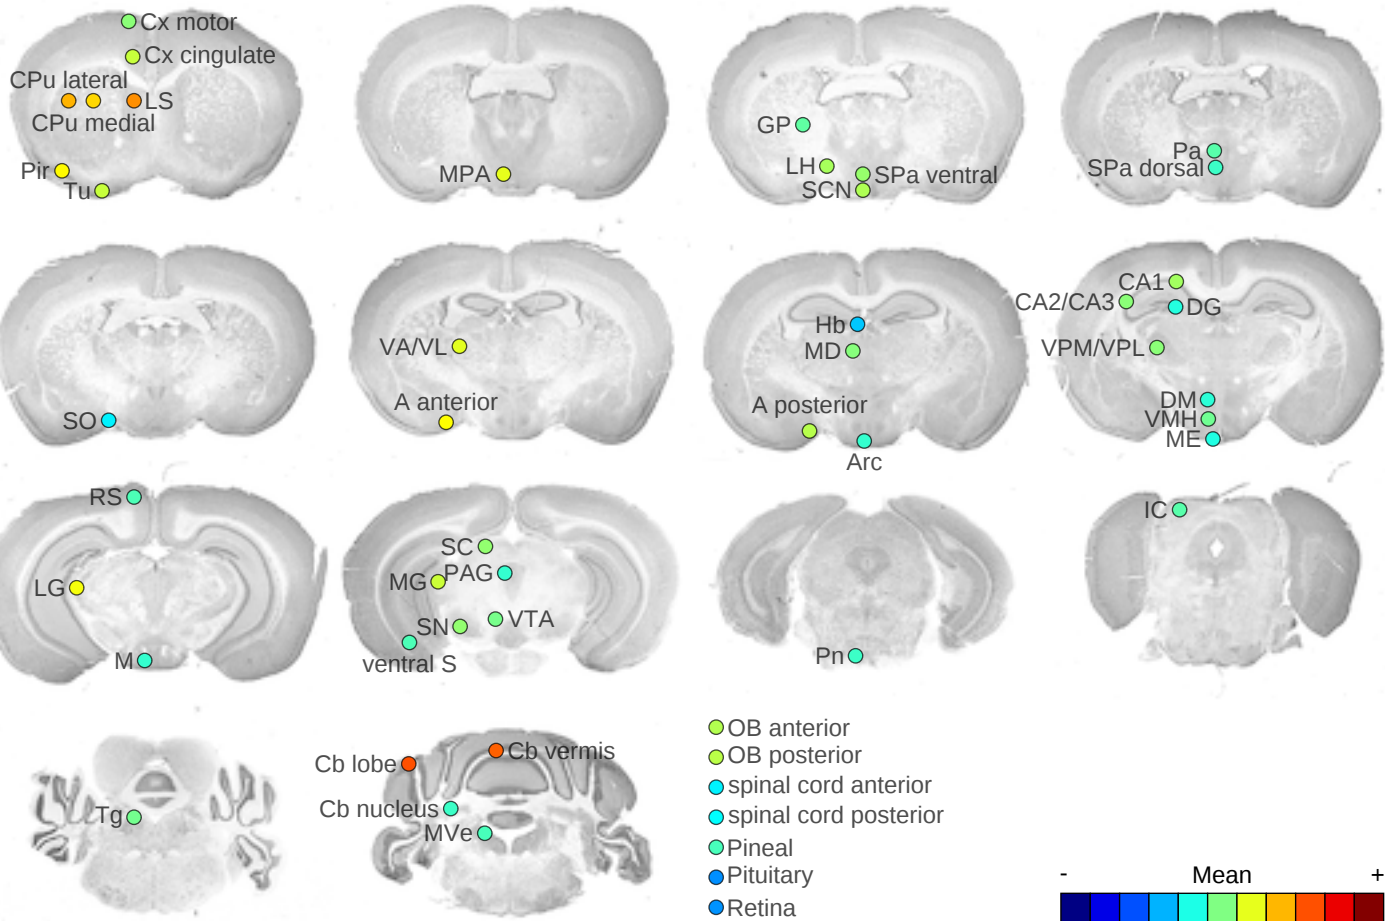 Cx motor
Cx cingulate
CPu lateral
LS
CPu medial
Pir
Tu
MPA
GP
LH
SPa ventral
SCN
Pa
SPa dorsal
SO
VA/VL
A anterior
Hb
MD
A posterior
Arc
CA1
CA2/CA3
DG
VPM/VPL
DM
VMH
ME
RS
LG
M
SC
MG
PAG
SN
VTA
ventral S
Pn
IC
Tg
Cb lobe
Cb vermis
Cb nucleus
MVe
OB anterior
OB posterior
spinal cord anterior
spinal cord posterior
Pineal
Pituitary
Retina
- Mean +